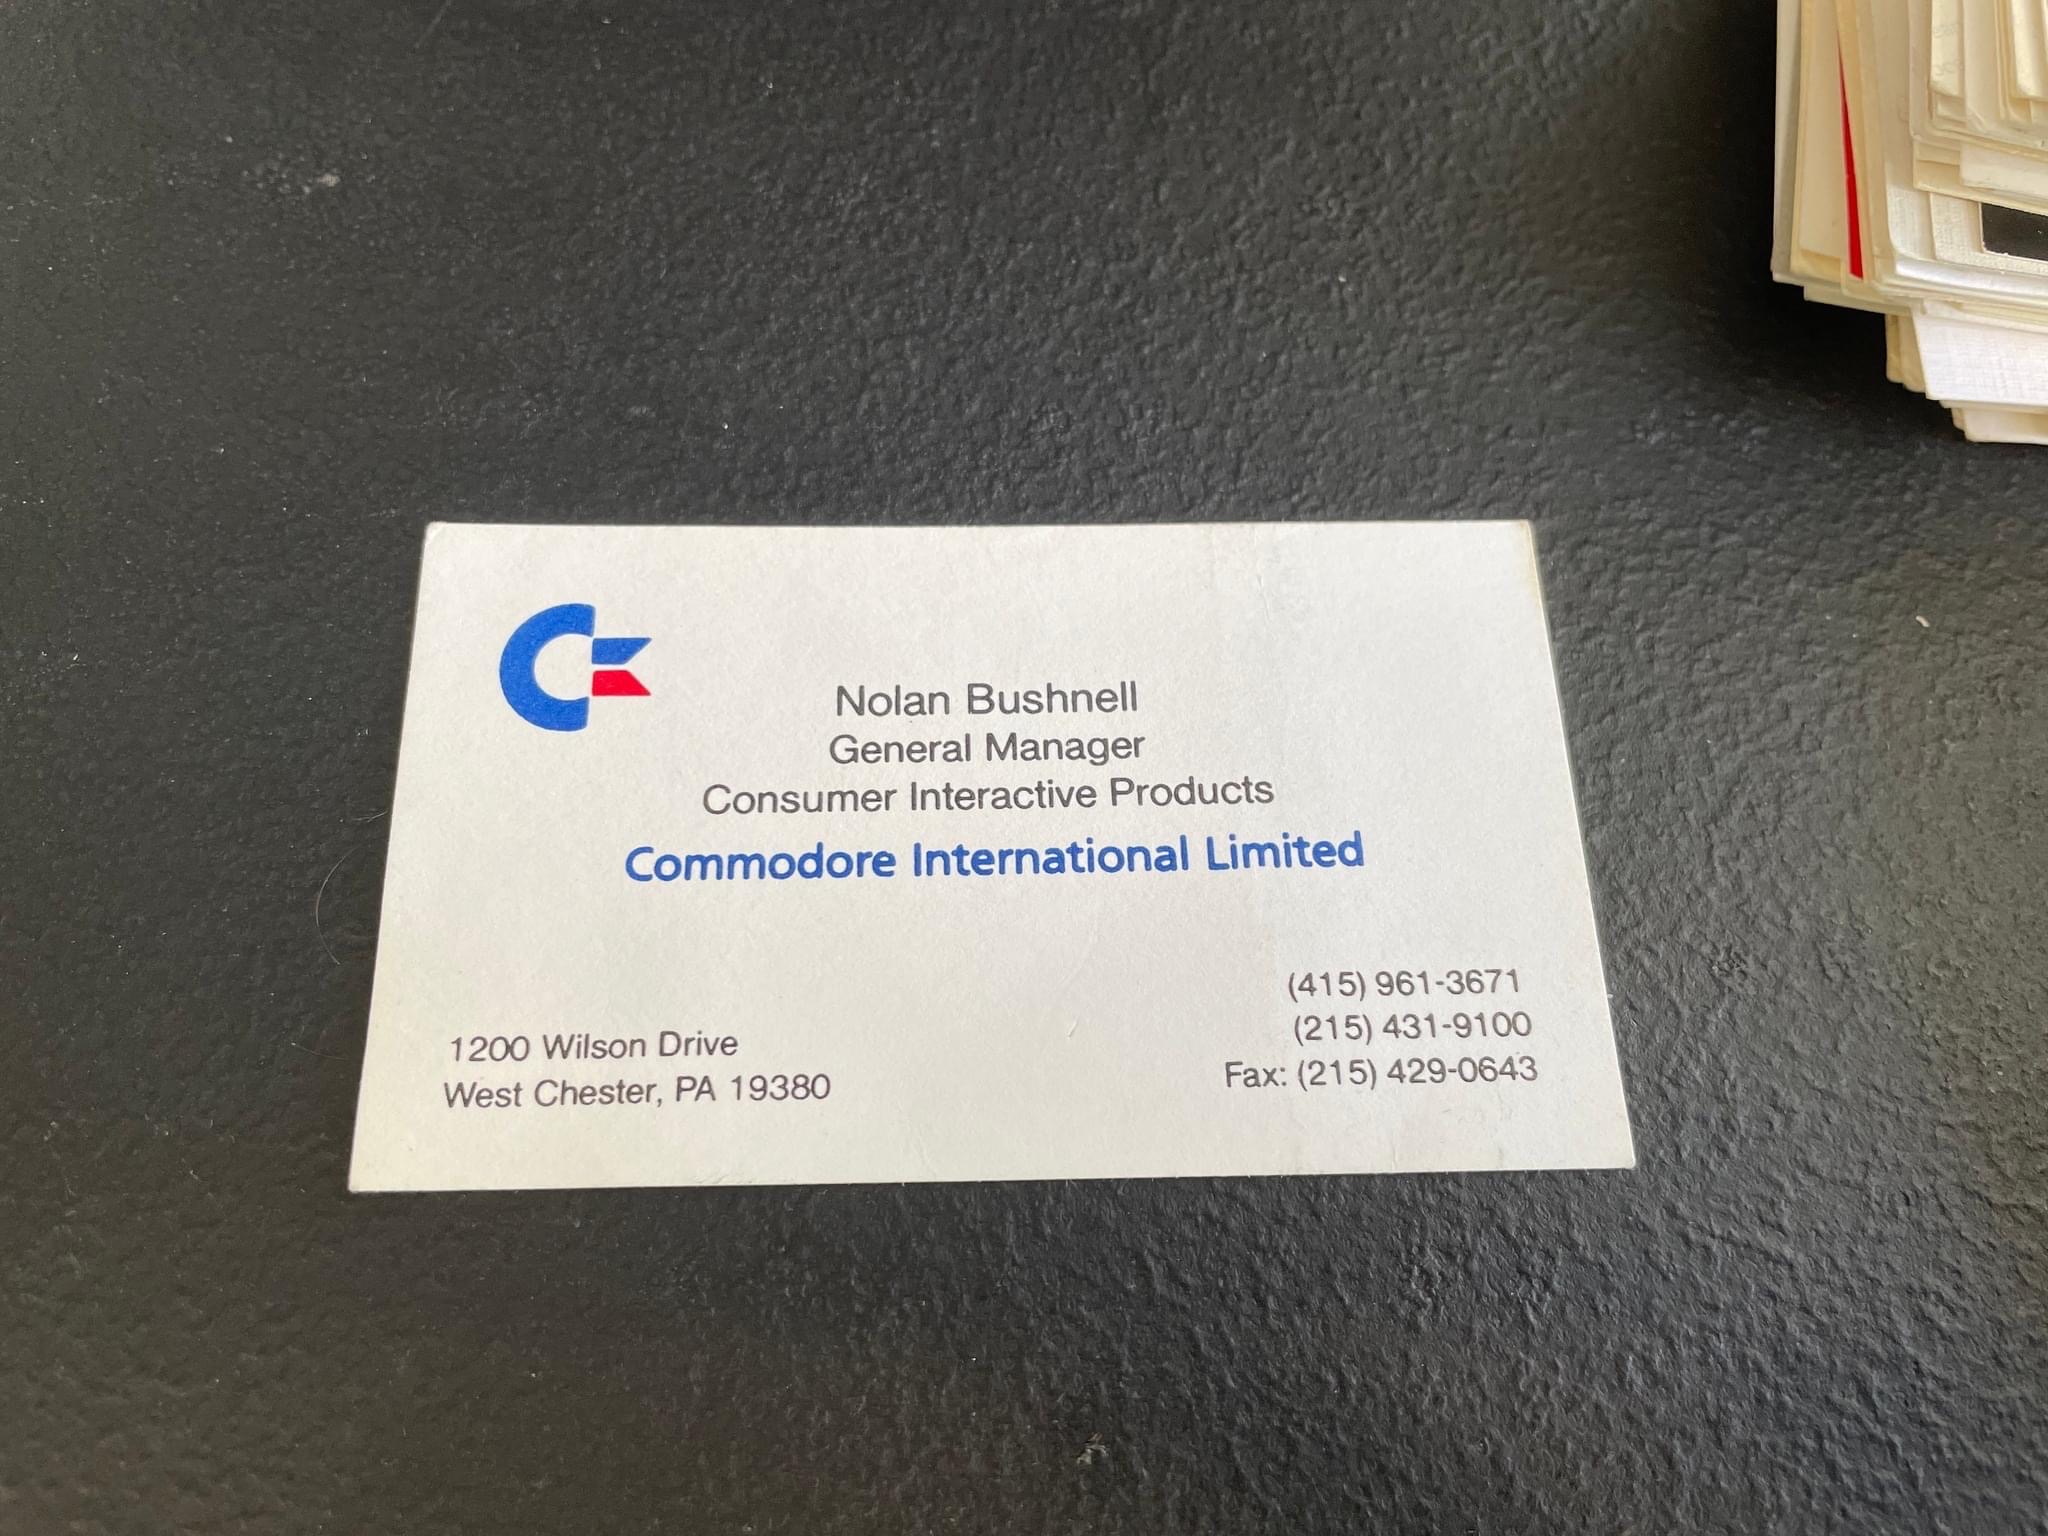 Nolan Bushnell
General Manager
Consumer Interactive Products
Commodore International Limited
1200 Wilson Drive
West Chester, PA 19380
(415) 961-3671
(215) 431-9100
Fax: (215) 429-0643